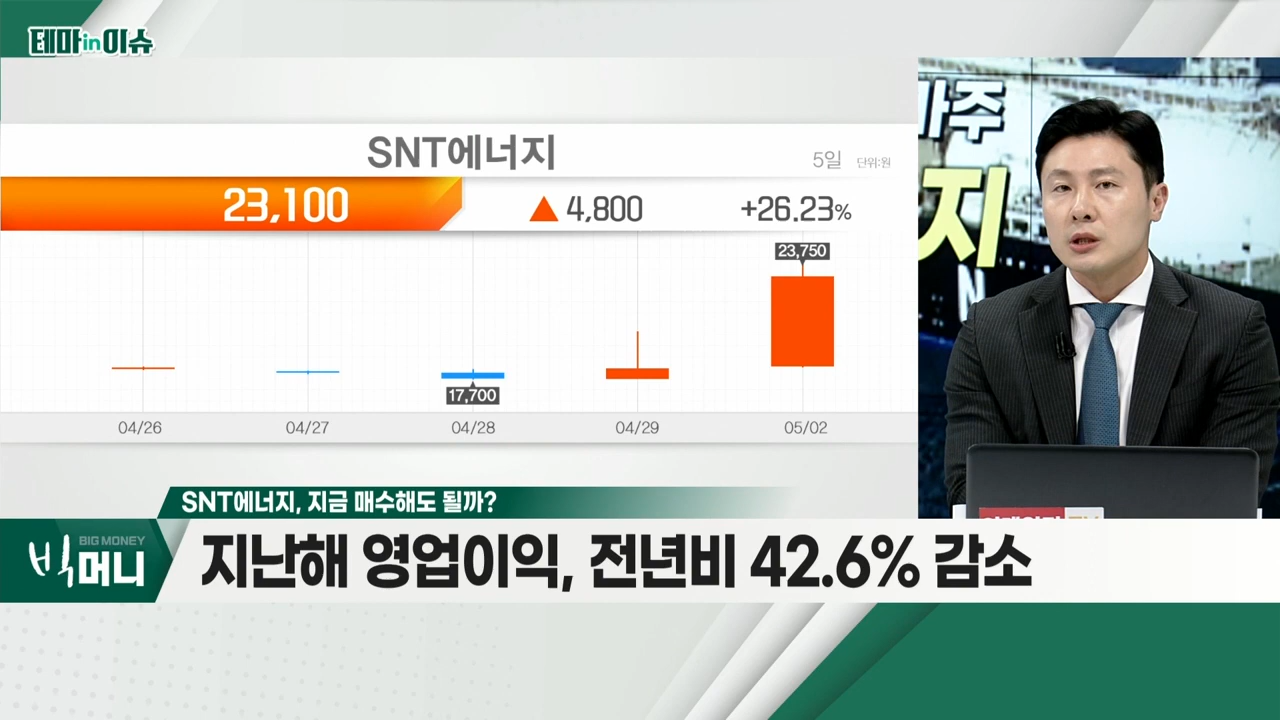 테마in이슈
SNT에너지
5일 단위:원
23,100 ▲ 4,800 +26.23%
23,750
17,700
04/26 04/27 04/28 04/29 05/02
마주
지
N
SNT에너지, 지금 매수해도 될까?
BIG MONEY
빅머니
지난해 영업이익, 전년비 42.6% 감소